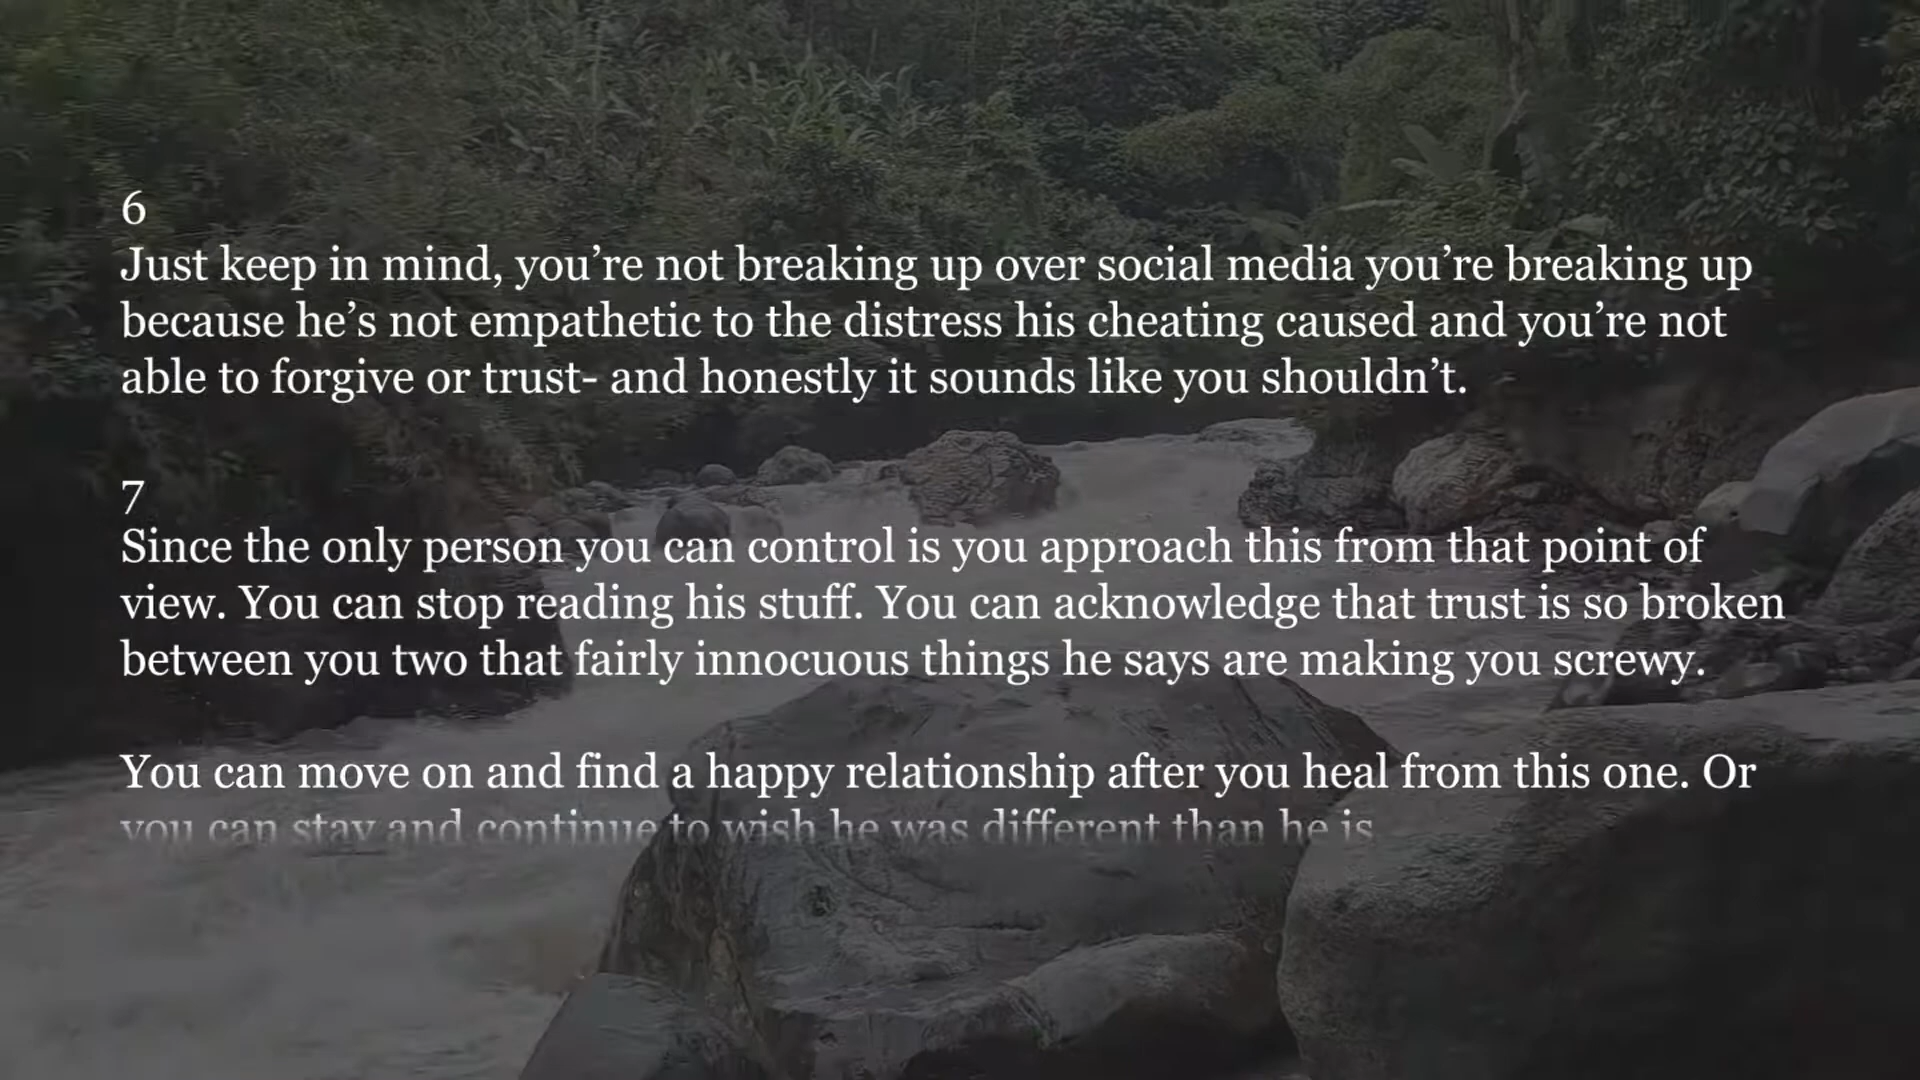 6
Just keep in mind, you’re not breaking up over social media you’re breaking up
because he’s not empathetic to the distress his cheating caused and you’re not
able to forgive or trust- and honestly it sounds like you shouldn’t.
7
Since the only person you can control is you approach this from that point of
view. You can stop reading his stuff. You can acknowledge that trust is so broken
between you two that fairly innocuous things he says are making you screwy.
You can move on and find a happy relationship after you heal from this one. Or
you can stay and continue to wish he was different than he is